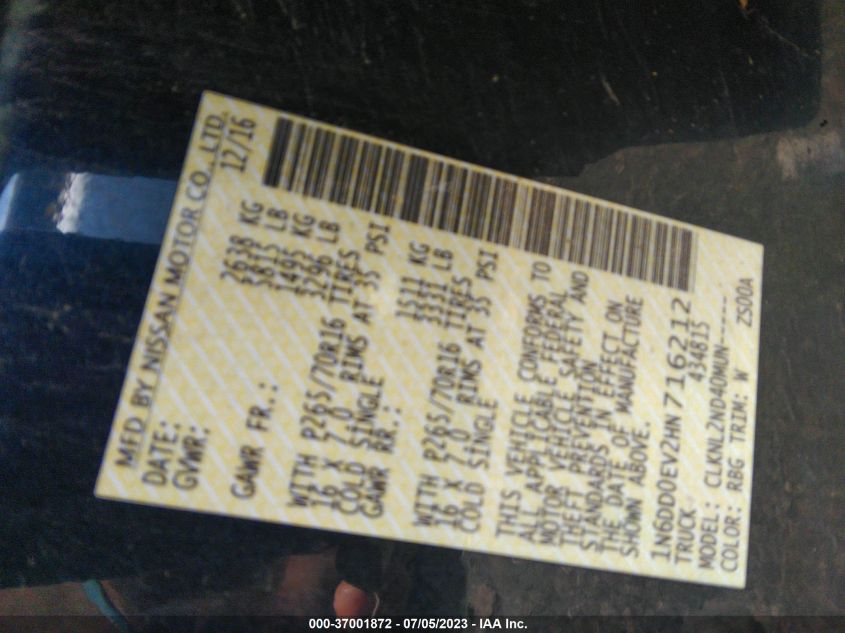 MFD BY NISSAN MOTOR CO.,LTD.
DATE: 12/16
GVWR: 2638 KG
5815 LB
GAWR FR.: 1495 KG
3296 LB
WITH P265/70R16 TIRES
16 X 7.0 RIMS AT 35 PSI
COLD SINGLE
GAWR RR.: 1511 KG
3331 LB
WITH P265/70R16 TIRES
16 X 7.0 RIMS AT 35 PSI
COLD SINGLE
THIS VEHICLE CONFORMS TO
ALL APPLICABLE FEDERAL
MOTOR VEHICLE SAFETY AND
THEFT PREVENTION
STANDARDS IN EFFECT ON
THE DATE OF MANUFACTURE
SHOWN ABOVE.
1N6DD0EV2HN716212
TRUCK 434815
MODEL: CLKNL2ND40MUN-----
COLOR: RBG TRIM: W ZS00A
000-37001872 - 07/05/2023 - IAA Inc.